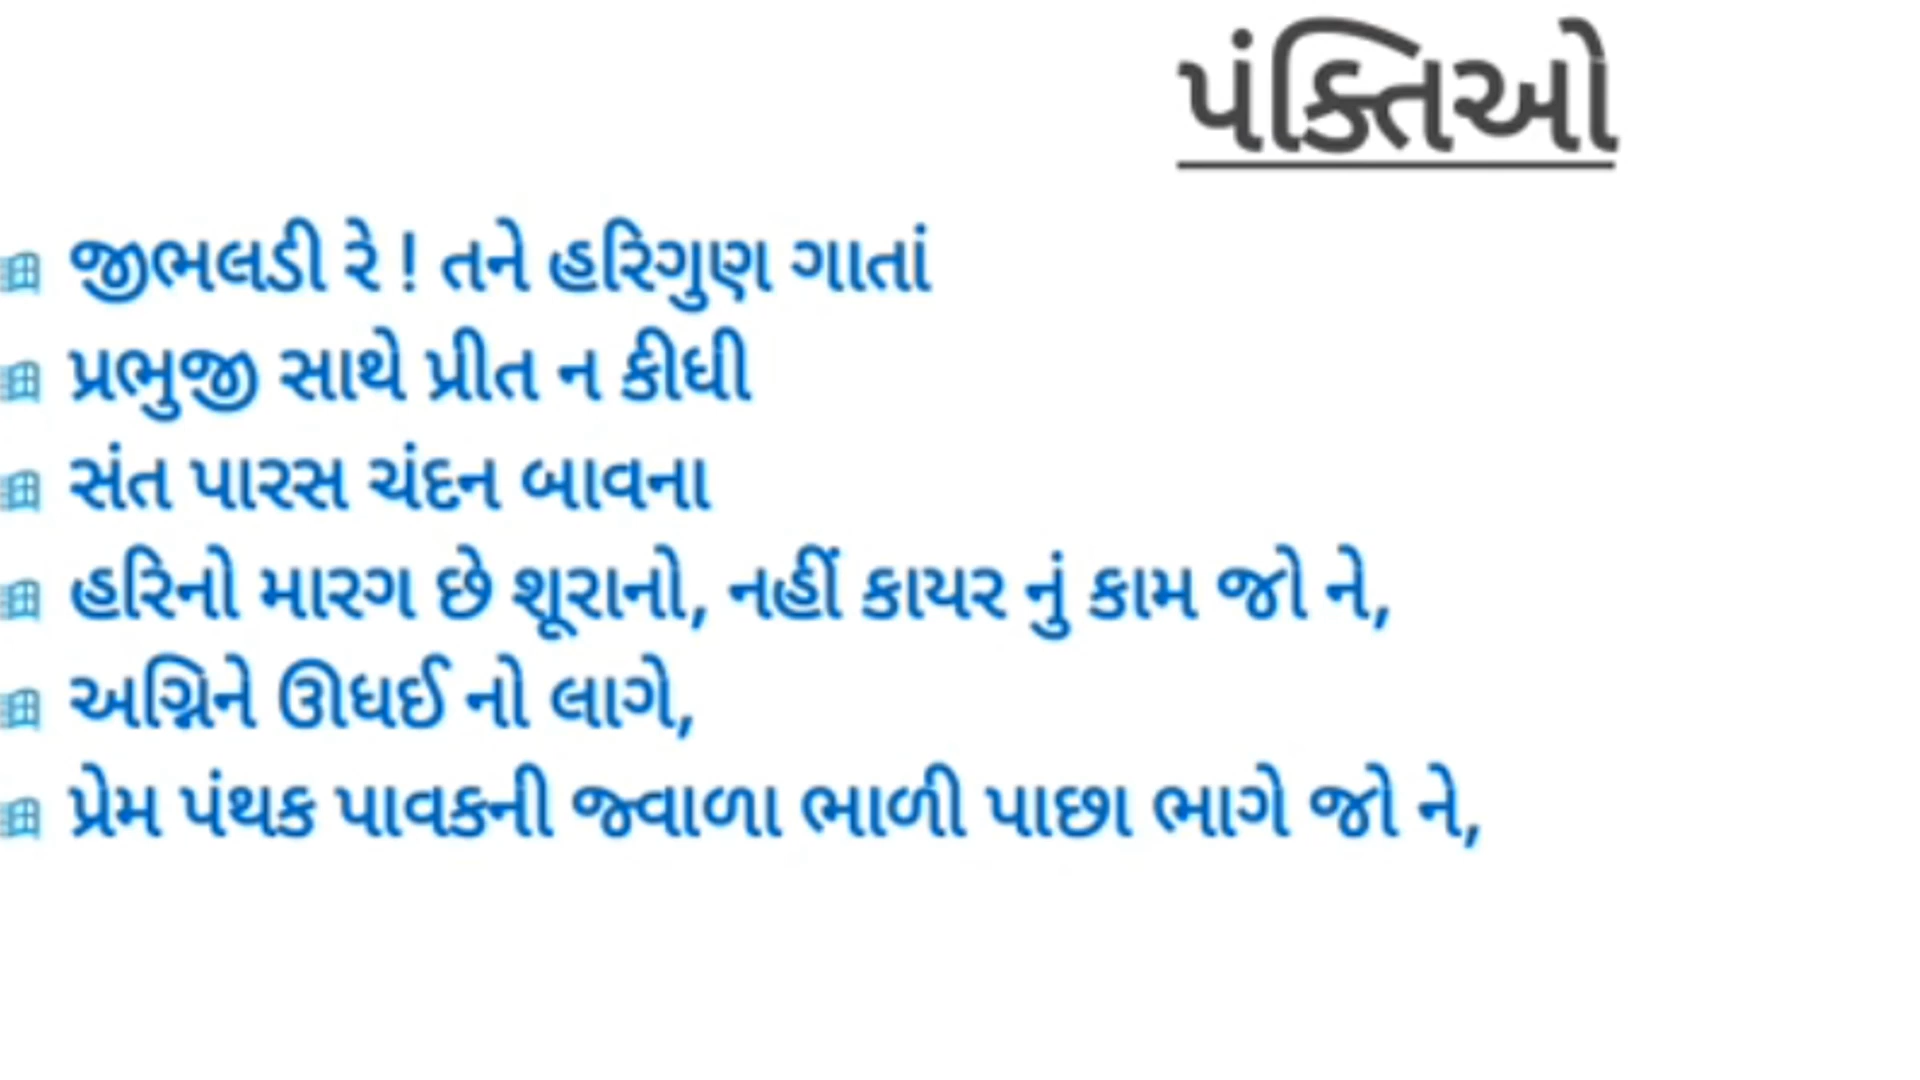 પંક્તિઓ
જીભલડી રે ! તને હરિગુણ ગાતાં
પ્રભુજી સાથે પ્રીત ન કીધી
સંત પારસ ચંદન બાવના
હરિનો મારગ છે શૂરાનો, નહીં કાયર નું કામ જો ને,
અગ્નિને ઊધઈ નો લાગે,
પ્રેમ પંથક પાવકની જ્વાળા ભાળી પાછા ભાગે જો ને,